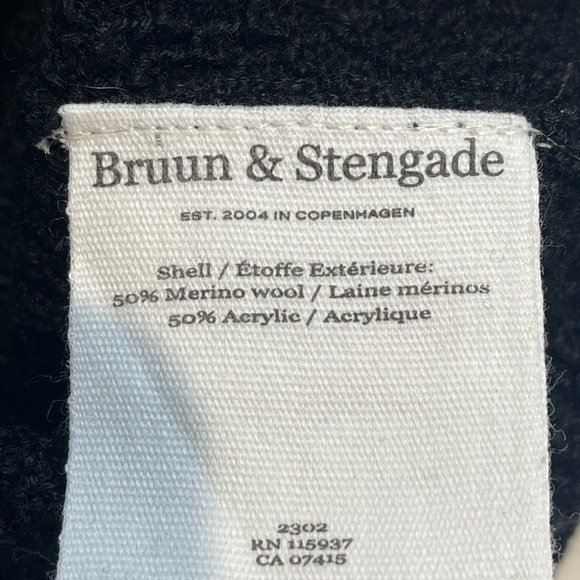 Bruun & Stengade
EST. 2004 IN COPENHAGEN
Shell / Étoffe Extérieure:
50% Merino wool / Laine mérinos
50% Acrylic / Acrylique
2302
RN 115937
CA 07415